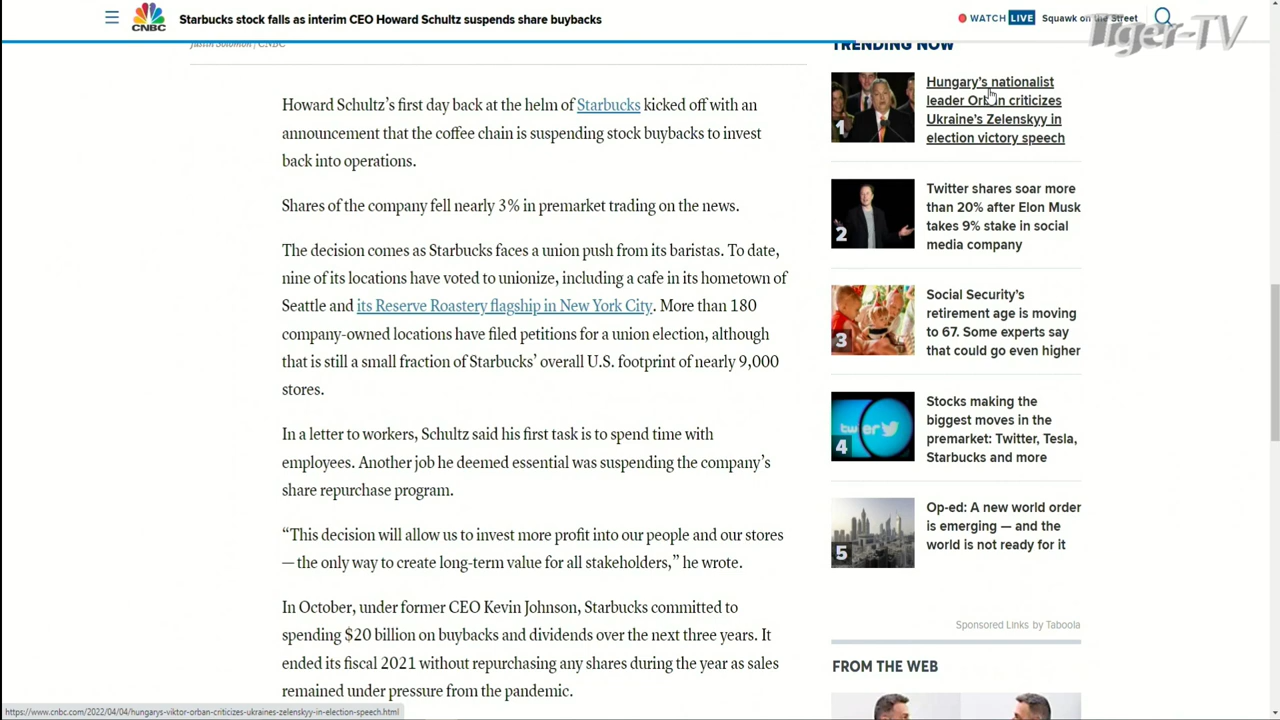 CNBC
Starbucks stock falls as interim CEO Howard Schultz suspends share buybacks
WATCH LIVE
Squawk on the Street
Tiger-TV
Justin Solomon | CNBC
Howard Schultz’s first day back at the helm of Starbucks kicked off with an
announcement that the coffee chain is suspending stock buybacks to invest
back into operations.
Shares of the company fell nearly 3% in premarket trading on the news.
The decision comes as Starbucks faces a union push from its baristas. To date,
nine of its locations have voted to unionize, including a cafe in its hometown of
Seattle and its Reserve Roastery flagship in New York City. More than 180
company-owned locations have filed petitions for a union election, although
that is still a small fraction of Starbucks’ overall U.S. footprint of nearly 9,000
stores.
In a letter to workers, Schultz said his first task is to spend time with
employees. Another job he deemed essential was suspending the company’s
share repurchase program.
“This decision will allow us to invest more profit into our people and our stores
— the only way to create long-term value for all stakeholders,” he wrote.
In October, under former CEO Kevin Johnson, Starbucks committed to
spending $20 billion on buybacks and dividends over the next three years. It
ended its fiscal 2021 without repurchasing any shares during the year as sales
remained under pressure from the pandemic.
TRENDING NOW
1
Hungary’s nationalist
leader Orban criticizes
Ukraine’s Zelenskyy in
election victory speech
2
Twitter shares soar more
than 20% after Elon Musk
takes 9% stake in social
media company
3
Social Security’s
retirement age is moving
to 67. Some experts say
that could go even higher
4
Stocks making the
biggest moves in the
premarket: Twitter, Tesla,
Starbucks and more
5
Op-ed: A new world order
is emerging — and the
world is not ready for it
Sponsored Links by Taboola
FROM THE WEB
https://www.cnbc.com/2022/04/04/hungarys-viktor-orban-criticizes-ukraines-zelenskyy-in-election-speech.html